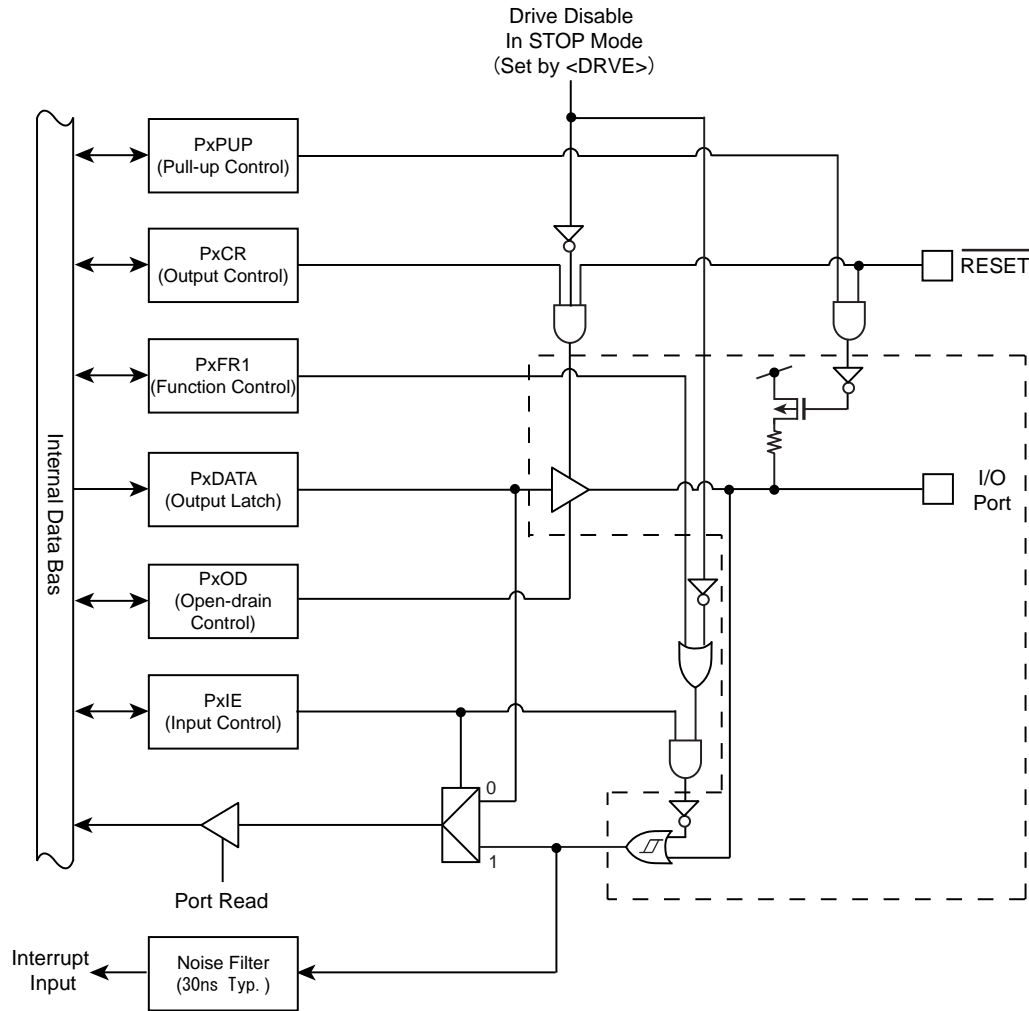 Drive Disable
In STOP Mode
(Set by <DRVE>)
PxPUP
(Pull-up Control)
PxCR
(Output Control)
RESET
PxFR1
(Function Control)
Internal Data Bas
PxDATA
(Output Latch)
I/O
Port
PxOD
(Open-drain
Control)
PxIE
(Input Control)
0
1
Port Read
Interrupt
Input
Noise Filter
(30ns Typ.)